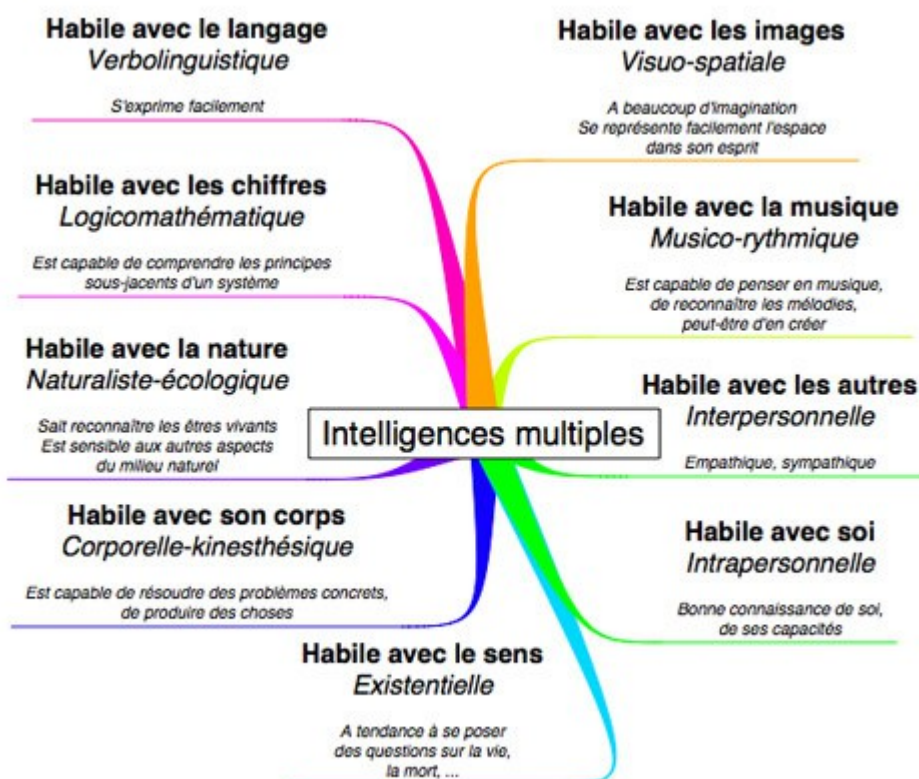 Habile avec le langage
Verbolinguistique
S'exprime facilement
Habile avec les images
Visuo-spatiale
A beaucoup d'imagination
Se représente facilement l'espace
dans son esprit
Habile avec les chiffres
Logicomathématique
Est capable de comprendre les principes
sous-jacents d'un système
Habile avec la musique
Musico-rythmique
Est capable de penser en musique,
de reconnaître les mélodies,
peut-être d'en créer
Habile avec la nature
Naturaliste-écologique
Sait reconnaître les êtres vivants
Est sensible aux autres aspects
du milieu naturel
Intelligences multiples
Habile avec les autres
Interpersonnelle
Empathique, sympathique
Habile avec son corps
Corporelle-kinesthésique
Est capable de résoudre des problèmes concrets,
de produire des choses
Habile avec soi
Intrapersonnelle
Bonne connaissance de soi,
de ses capacités
Habile avec le sens
Existentielle
A tendance à se poser
des questions sur la vie,
la mort, ...